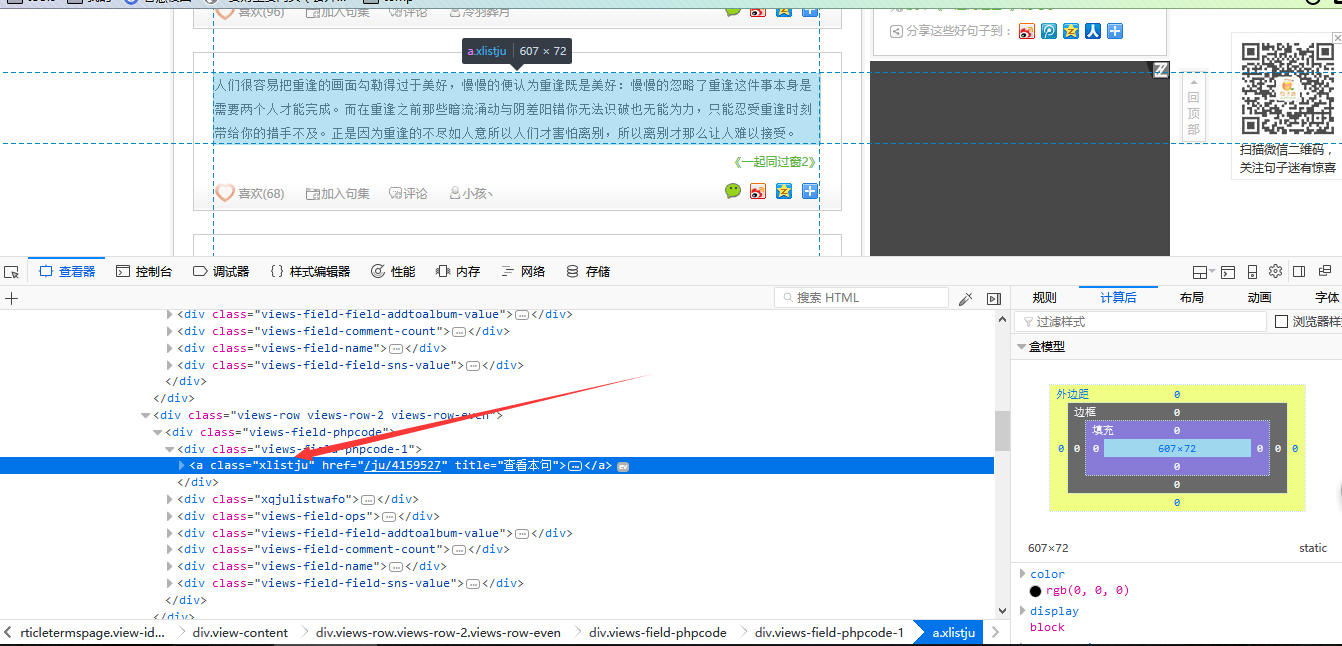 喜欢(96) 加入句集 评论 冷羽葬月
分享这些好句子到：
a.xlistju 607 × 72
人们很容易把重逢的画面勾勒得过于美好，慢慢的便认为重逢既是美好：慢慢的忽略了重逢这件事本身是
需要两个人才能完成。而在重逢之前那些暗流涌动与阴差阳错你无法识破也无能为力，只能忍受重逢时刻
带给你的措手不及。正是因为重逢的不尽如人意所以人们才害怕离别，所以离别才那么让人难以接受。
《一起同过窗2》
喜欢(68) 加入句集 评论 小孩丶
回
顶
部
扫描微信二维码，
关注句子迷有惊喜
查看器 控制台 调试器 {} 样式编辑器 性能 内存 网络 存储
搜索 HTML
规则 计算后 布局 动画 字体
过滤样式 浏览器样
<div class="views-field-field-addtoalbum-value">…</div>
<div class="views-field-comment-count">…</div>
<div class="views-field-name">…</div>
<div class="views-field-field-sns-value">…</div>
</div>
</div>
<div class="views-row views-row-2 views-row-even">
<div class="views-field-phpcode">
<div class="views-field-phpcode-1">
<a class="xlistju" href="/ju/4159527" title="查看本句">…</a> ev
</div>
<div class="xqjulistwafo">…</div>
<div class="views-field-ops">…</div>
<div class="views-field-field-addtoalbum-value">…</div>
<div class="views-field-comment-count">…</div>
<div class="views-field-name">…</div>
<div class="views-field-field-sns-value">…</div>
</div>
</div>
盒模型
外边距 0
边框 0
填充 0
0 0 0 607×72 0 0 0
0
0
0
607×72 static
color
rgb(0, 0, 0)
display
block
rticletermspage.view-id... div.view-content div.views-row.views-row-2.views-row-even div.views-field-phpcode div.views-field-phpcode-1 a.xlistju